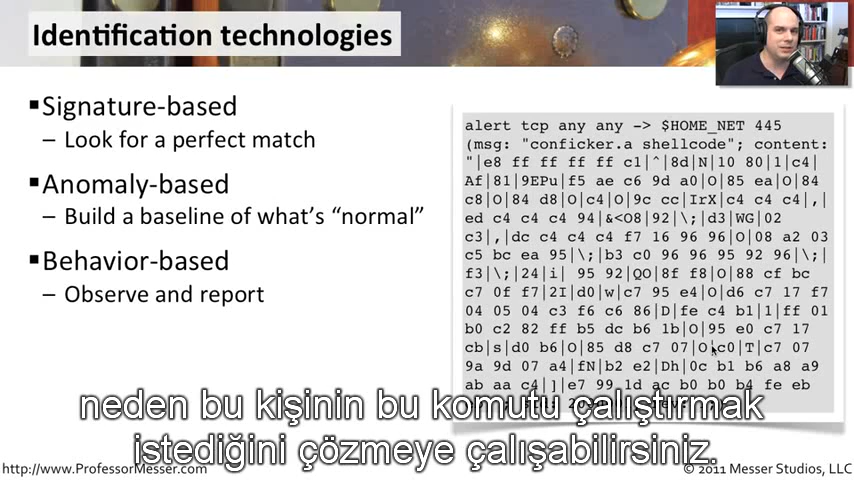 Identification technologies
▪Signature-based
– Look for a perfect match
▪Anomaly-based
– Build a baseline of what's “normal”
▪Behavior-based
– Observe and report
alert tcp any any -> $HOME_NET 445
(msg: "conficker.a shellcode"; content:
"|e8 ff ff ff ff c1|^|8d|N|10 80|1|c4|
Af|81|9EPu|f5 ae c6 9d a0|O|85 ea|O|84
c8|O|84 d8|O|c4|O|9c cc|IrX|c4 c4 c4|,|
ed c4 c4 c4 94|&<O8|92|\;|d3|WG|02
c3|,|dc c4 c4 c4 f7 16 96 96|O|08 a2 03
c5 bc ea 95|\;|b3 c0 96 96 95 92 96|\;|
f3|\;|24|i| 95 92|QO|8f f8|O|88 cf bc
c7 0f f7|2I|d0|w|c7 95 e4|O|d6 c7 17 f7
04 05 04 c3 f6 c6 86|D|fe c4 b1|1|ff 01
b0 c2 82 ff b5 dc b6 1b|O|95 e0 c7 17
cb|s|d0 b6|O|85 d8 c7 07|O|c0|T|c7 07
9a 9d 07 a4|fN|b2 e2|Dh|0c b1 b6 a8 a9
ab aa c4|]|e7 99 1d ac b0 b0 b4 fe eb
neden bu kişinin bu komutu çalıştırmak
istediğini çözmeye çalışabilirsiniz.
http://www.ProfessorMesser.com
© 2011 Messer Studios, LLC